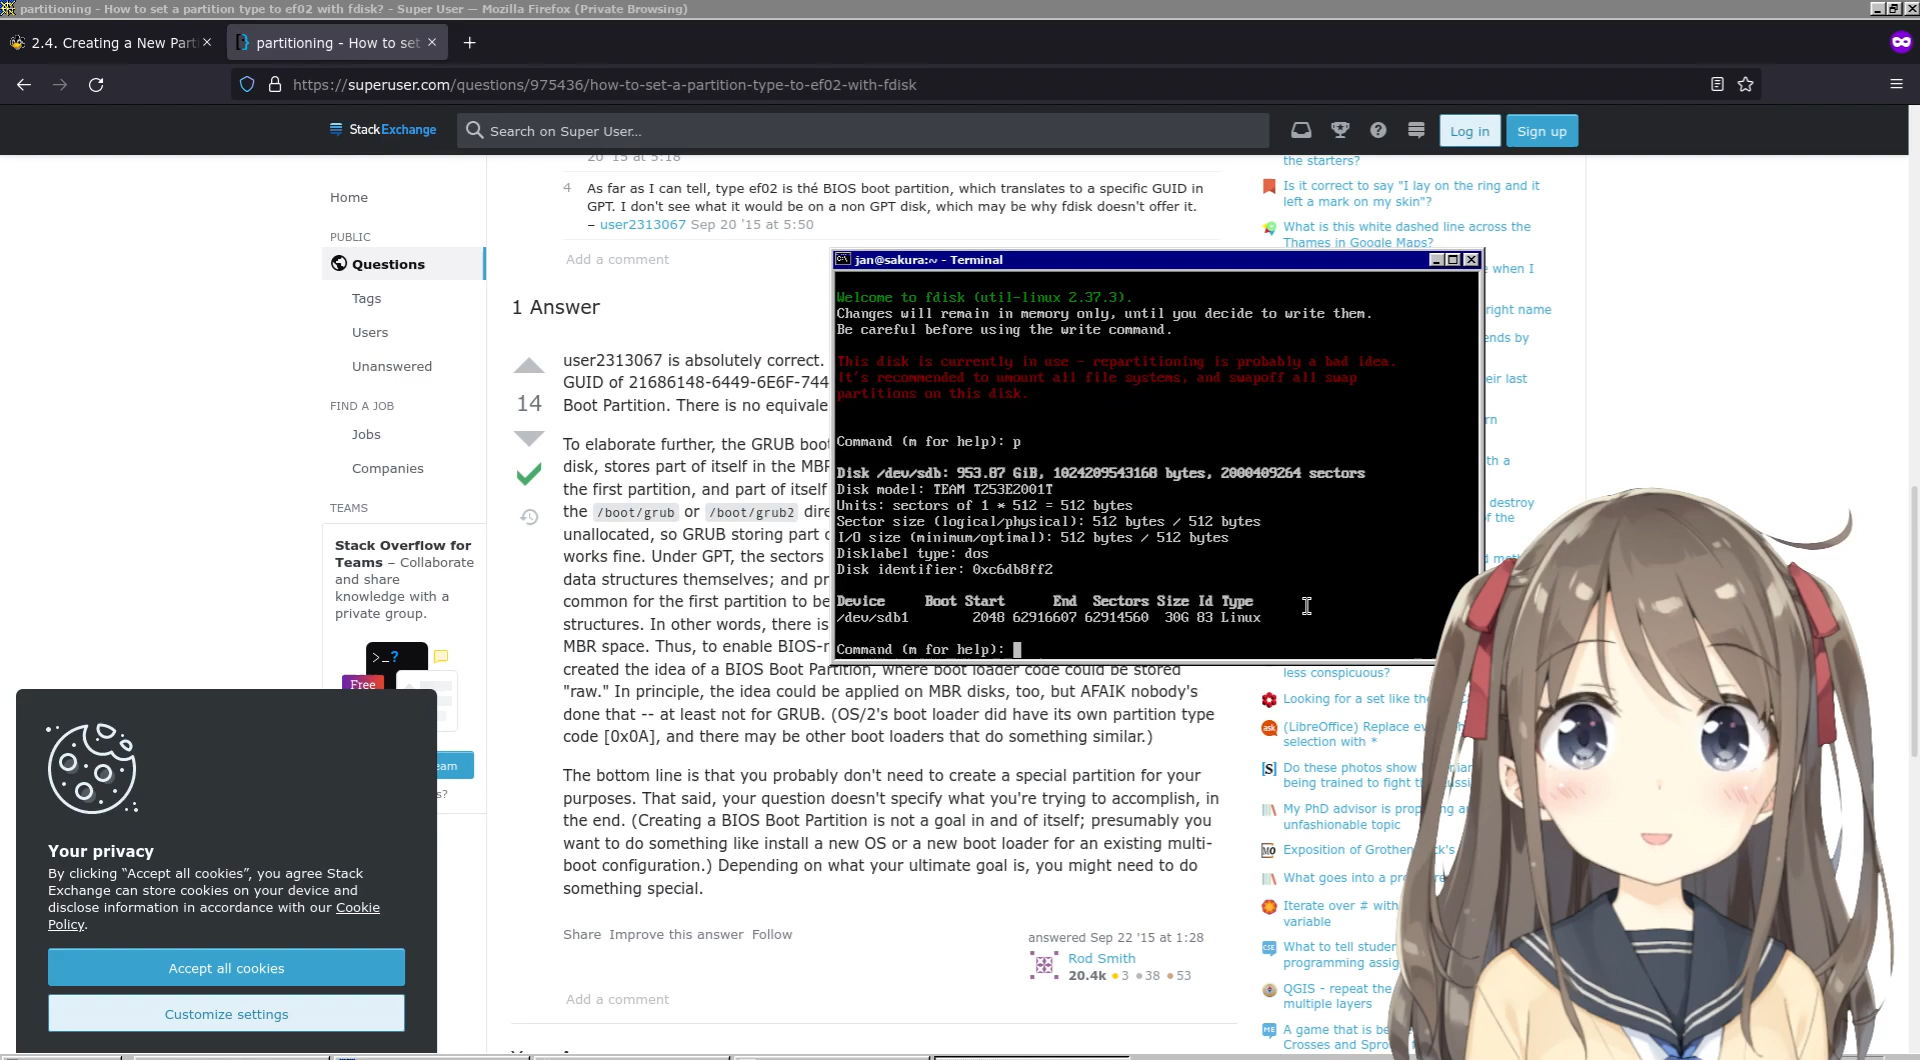 partitioning - How to set a partition type to ef02 with fdisk? - Super User — Mozilla Firefox (Private Browsing)
2.4. Creating a New Part
partitioning - How to set
https://superuser.com/questions/975436/how-to-set-a-partition-type-to-ef02-with-fdisk
StackExchange
Search on Super User...
Log in
Sign up
Home
PUBLIC
Questions
Tags
Users
Unanswered
FIND A JOB
Jobs
Companies
TEAMS
Stack Overflow for
Teams – Collaborate
and share
knowledge with a
private group.
>_?
Free
eam
s?
Your privacy
By clicking “Accept all cookies”, you agree Stack
Exchange can store cookies on your device and
disclose information in accordance with our Cookie
Policy.
Accept all cookies
Customize settings
20 '15 at 5:18
4
As far as I can tell, type ef02 is the BIOS boot partition, which translates to a specific GUID in
GPT. I don't see what it would be on a non GPT disk, which may be why fdisk doesn't offer it.
– user2313067 Sep 20 '15 at 5:50
Add a comment
1 Answer
14
user2313067 is absolutely correct.
GUID of 21686148-6449-6E6F-744
Boot Partition. There is no equivale
To elaborate further, the GRUB boot
disk, stores part of itself in the MBR
the first partition, and part of itself
the /boot/grub or /boot/grub2 dire
unallocated, so GRUB storing part o
works fine. Under GPT, the sectors
data structures themselves; and pr
common for the first partition to be
structures. In other words, there is
MBR space. Thus, to enable BIOS-
created the idea of a BIOS Boot Partition, where boot loader code could be stored
"raw." In principle, the idea could be applied on MBR disks, too, but AFAIK nobody's
done that -- at least not for GRUB. (OS/2's boot loader did have its own partition type
code [0x0A], and there may be other boot loaders that do something similar.)
The bottom line is that you probably don't need to create a special partition for your
purposes. That said, your question doesn't specify what you're trying to accomplish, in
the end. (Creating a BIOS Boot Partition is not a goal in and of itself; presumably you
want to do something like install a new OS or a new boot loader for an existing multi-
boot configuration.) Depending on what your ultimate goal is, you might need to do
something special.
Share Improve this answer Follow
answered Sep 22 '15 at 1:28
Rod Smith
20.4k 3 38 53
Add a comment
jan@sakura:~ - Terminal
Welcome to fdisk (util-linux 2.37.3).
Changes will remain in memory only, until you decide to write them.
Be careful before using the write command.
This disk is currently in use - repartitioning is probably a bad idea.
It's recommended to umount all file systems, and swapoff all swap
partitions on this disk.
Command (m for help): p
Disk /dev/sdb: 953.87 GiB, 1024209543168 bytes, 2000409264 sectors
Disk model: TEAM T253E2001T
Units: sectors of 1 * 512 = 512 bytes
Sector size (logical/physical): 512 bytes / 512 bytes
I/O size (minimum/optimal): 512 bytes / 512 bytes
Disklabel type: dos
Disk identifier: 0xc6db8ff2
Device Boot Start End Sectors Size Id Type
/dev/sdb1 2048 62916607 62914560 30G 83 Linux
Command (m for help):
the starters?
Is it correct to say "I lay on the ring and it
left a mark on my skin"?
What is this white dashed line across the
Thames in Google Maps?
when I
right name
ends by
eir last
rn
th a
destroy
of the
less conspicuous?
Looking for a set like the
(LibreOffice) Replace
selection with *
Do these photos show
being trained to fight
My PhD advisor is
unfashionable topic
Exposition of
What goes into a
Iterate over # with
variable
What to tell
programming
QGIS - repeat the
multiple layers
A game that is
Crosses and